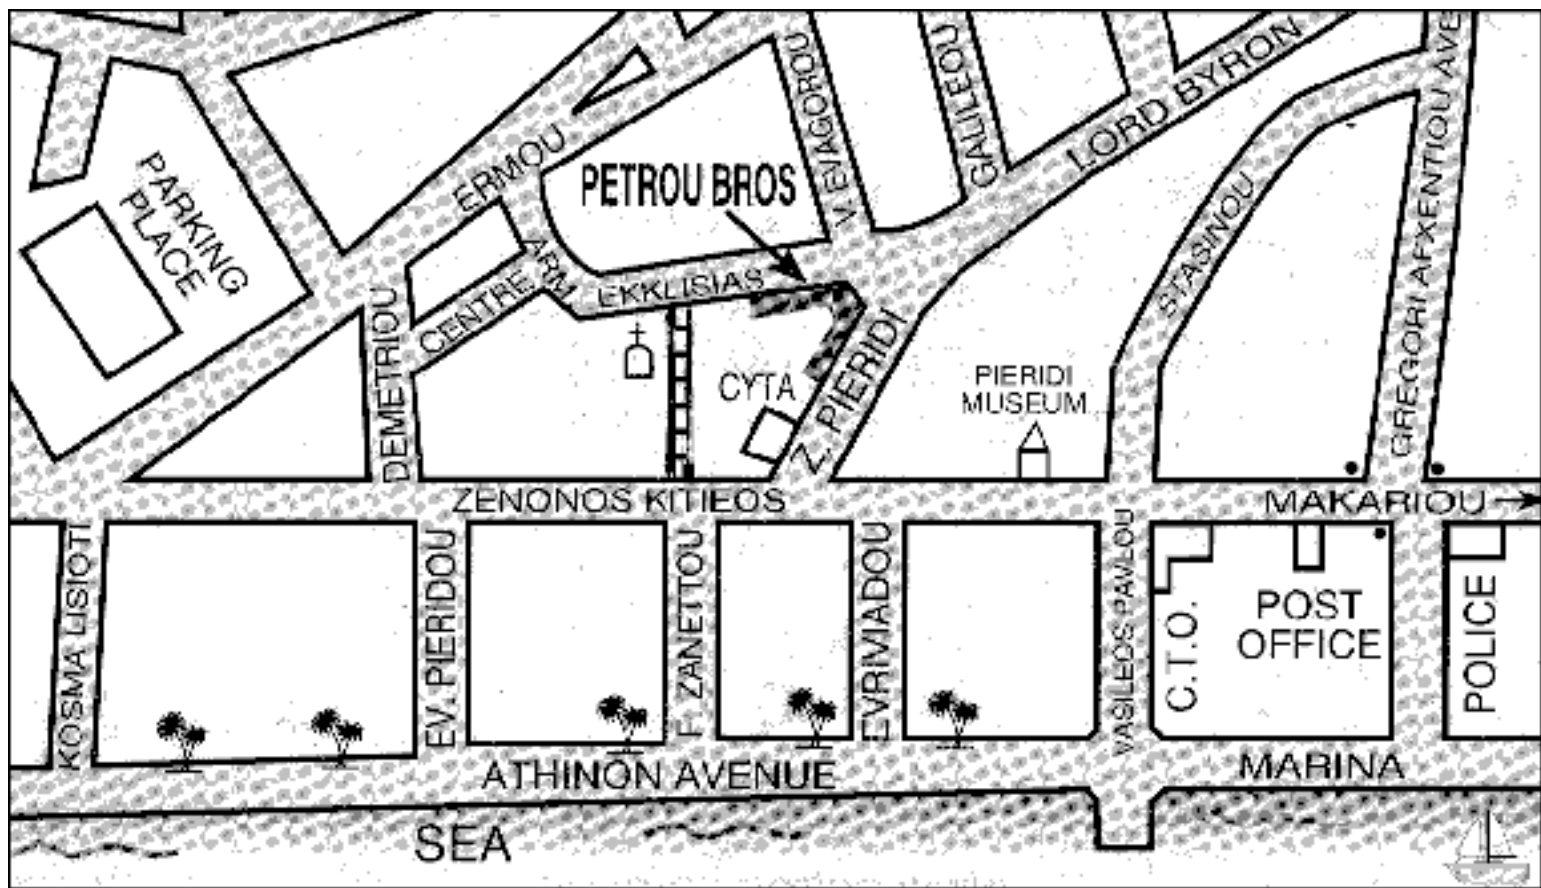 V. EVAGOROU
GALILEOU
LORD BYRON
GREGORI AFXENTIOU AVE
ERMOU
PETROU BROS
PARKING
PLACE
STASINOU
ARM.
CENTRE
EKKLISIAS
DEMETRIOU
CYTA
Z. PIERIDI
PIERIDI
MUSEUM
ZENONOS KITIEOS
MAKARIOU
KOSMA LISIOTI
EV. PIERIDOU
F. ZANETTOU
EVRIVIADOU
VASILEOS PAVLOU
C.T.O.
POST
OFFICE
POLICE
ATHINON AVENUE
MARINA
SEA